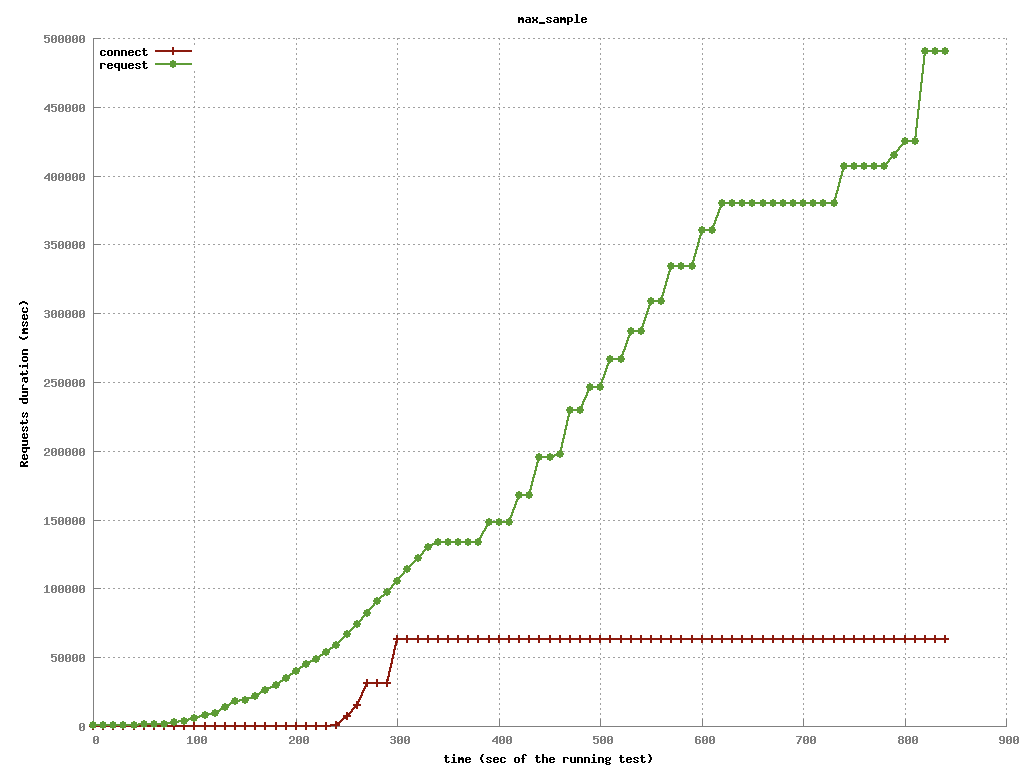 max_sample
connect
request
500000
450000
400000
350000
300000
250000
200000
150000
100000
50000
0
Requests duration (msec)
0 100 200 300 400 500 600 700 800 900
time (sec of the running test)